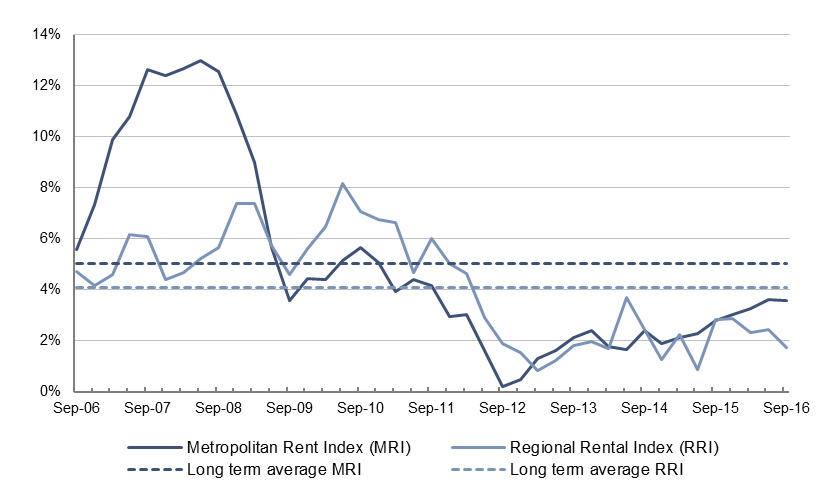 14%
12%
10%
8%
6%
4%
2%
0%
Sep-06 Sep-07 Sep-08 Sep-09 Sep-10 Sep-11 Sep-12 Sep-13 Sep-14 Sep-15 Sep-16
Metropolitan Rent Index (MRI) Regional Rental Index (RRI)
Long term average MRI Long term average RRI